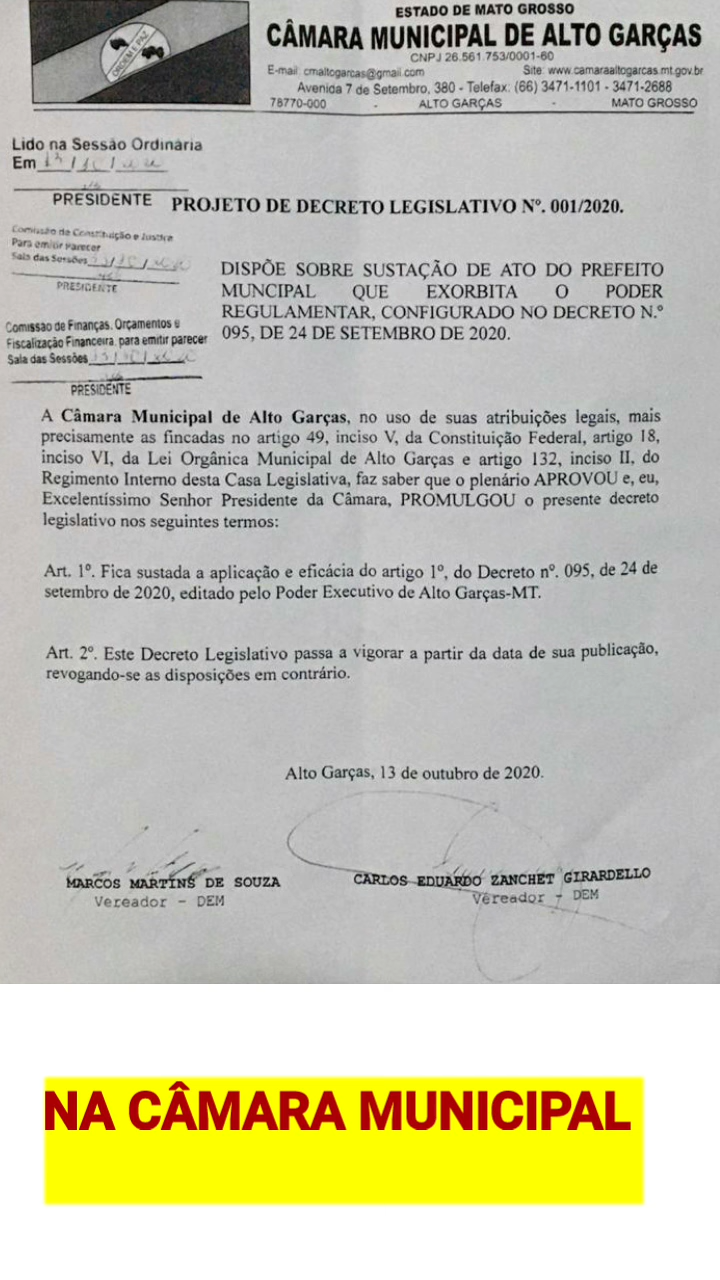 ESTADO DE MATO GROSSO
CÂMARA MUNICIPAL DE ALTO GARÇAS
CNPJ 26.561.753/0001-60
E-mail: cmaltogarcas@gmail.com Site: www.camaraaltogarcas.mt.gov.br
Avenida 7 de Setembro, 380 - Telefax: (66) 3471-1101 - 3471-2688
78770-000 - ALTO GARÇAS - MATO GROSSO
ORDEM E PAZ
Lido na Sessão Ordinária
Em
PRESIDENTE
PROJETO DE DECRETO LEGISLATIVO Nº. 001/2020.
Comissão de Constituição e Justiça
Para emitir parecer
Sala das Sessões
PRESIDENTE
DISPÕE SOBRE SUSTAÇÃO DE ATO DO PREFEITO
MUNCIPAL QUE EXORBITA O PODER
REGULAMENTAR, CONFIGURADO NO DECRETO N.º
095, DE 24 DE SETEMBRO DE 2020.
Comissão de Finanças, Orçamentos e
Fiscalização Financeira, para emitir parecer
Sala das Sessões
PRESIDENTE
A Câmara Municipal de Alto Garças, no uso de suas atribuições legais, mais
precisamente as fincadas no artigo 49, inciso V, da Constituição Federal, artigo 18,
inciso VI, da Lei Orgânica Municipal de Alto Garças e artigo 132, inciso II, do
Regimento Interno desta Casa Legislativa, faz saber que o plenário APROVOU e, eu,
Excelentíssimo Senhor Presidente da Câmara, PROMULGOU o presente decreto
legislativo nos seguintes termos:
Art. 1º. Fica sustada a aplicação e eficácia do artigo 1º, do Decreto nº. 095, de 24 de
setembro de 2020, editado pelo Poder Executivo de Alto Garças-MT.
Art. 2º. Este Decreto Legislativo passa a vigorar a partir da data de sua publicação,
revogando-se as disposições em contrário.
Alto Garças, 13 de outubro de 2020.
MARCOS MARTINS DE SOUZA
Vereador - DEM
CARLOS EDUARDO ZANCHET GIRARDELLO
Vereador - DEM
NA CÂMARA MUNICIPAL